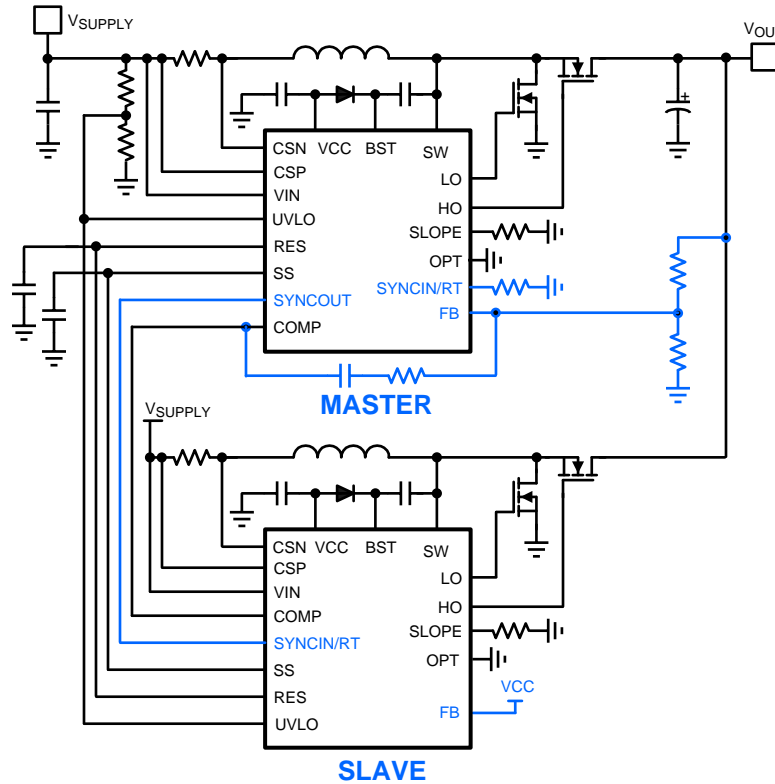 VSUPPLY
VOU
CSN
VCC
BST
SW
CSP
LO
VIN
HO
UVLO
SLOPE
RES
OPT
SS
SYNCIN/RT
SYNCOUT
FB
COMP
+
MASTER
VSUPPLY
CSN
VCC
BST
SW
CSP
LO
VIN
HO
COMP
SLOPE
SYNCIN/RT
OPT
SS
RES
VCC
FB
UVLO
SLAVE